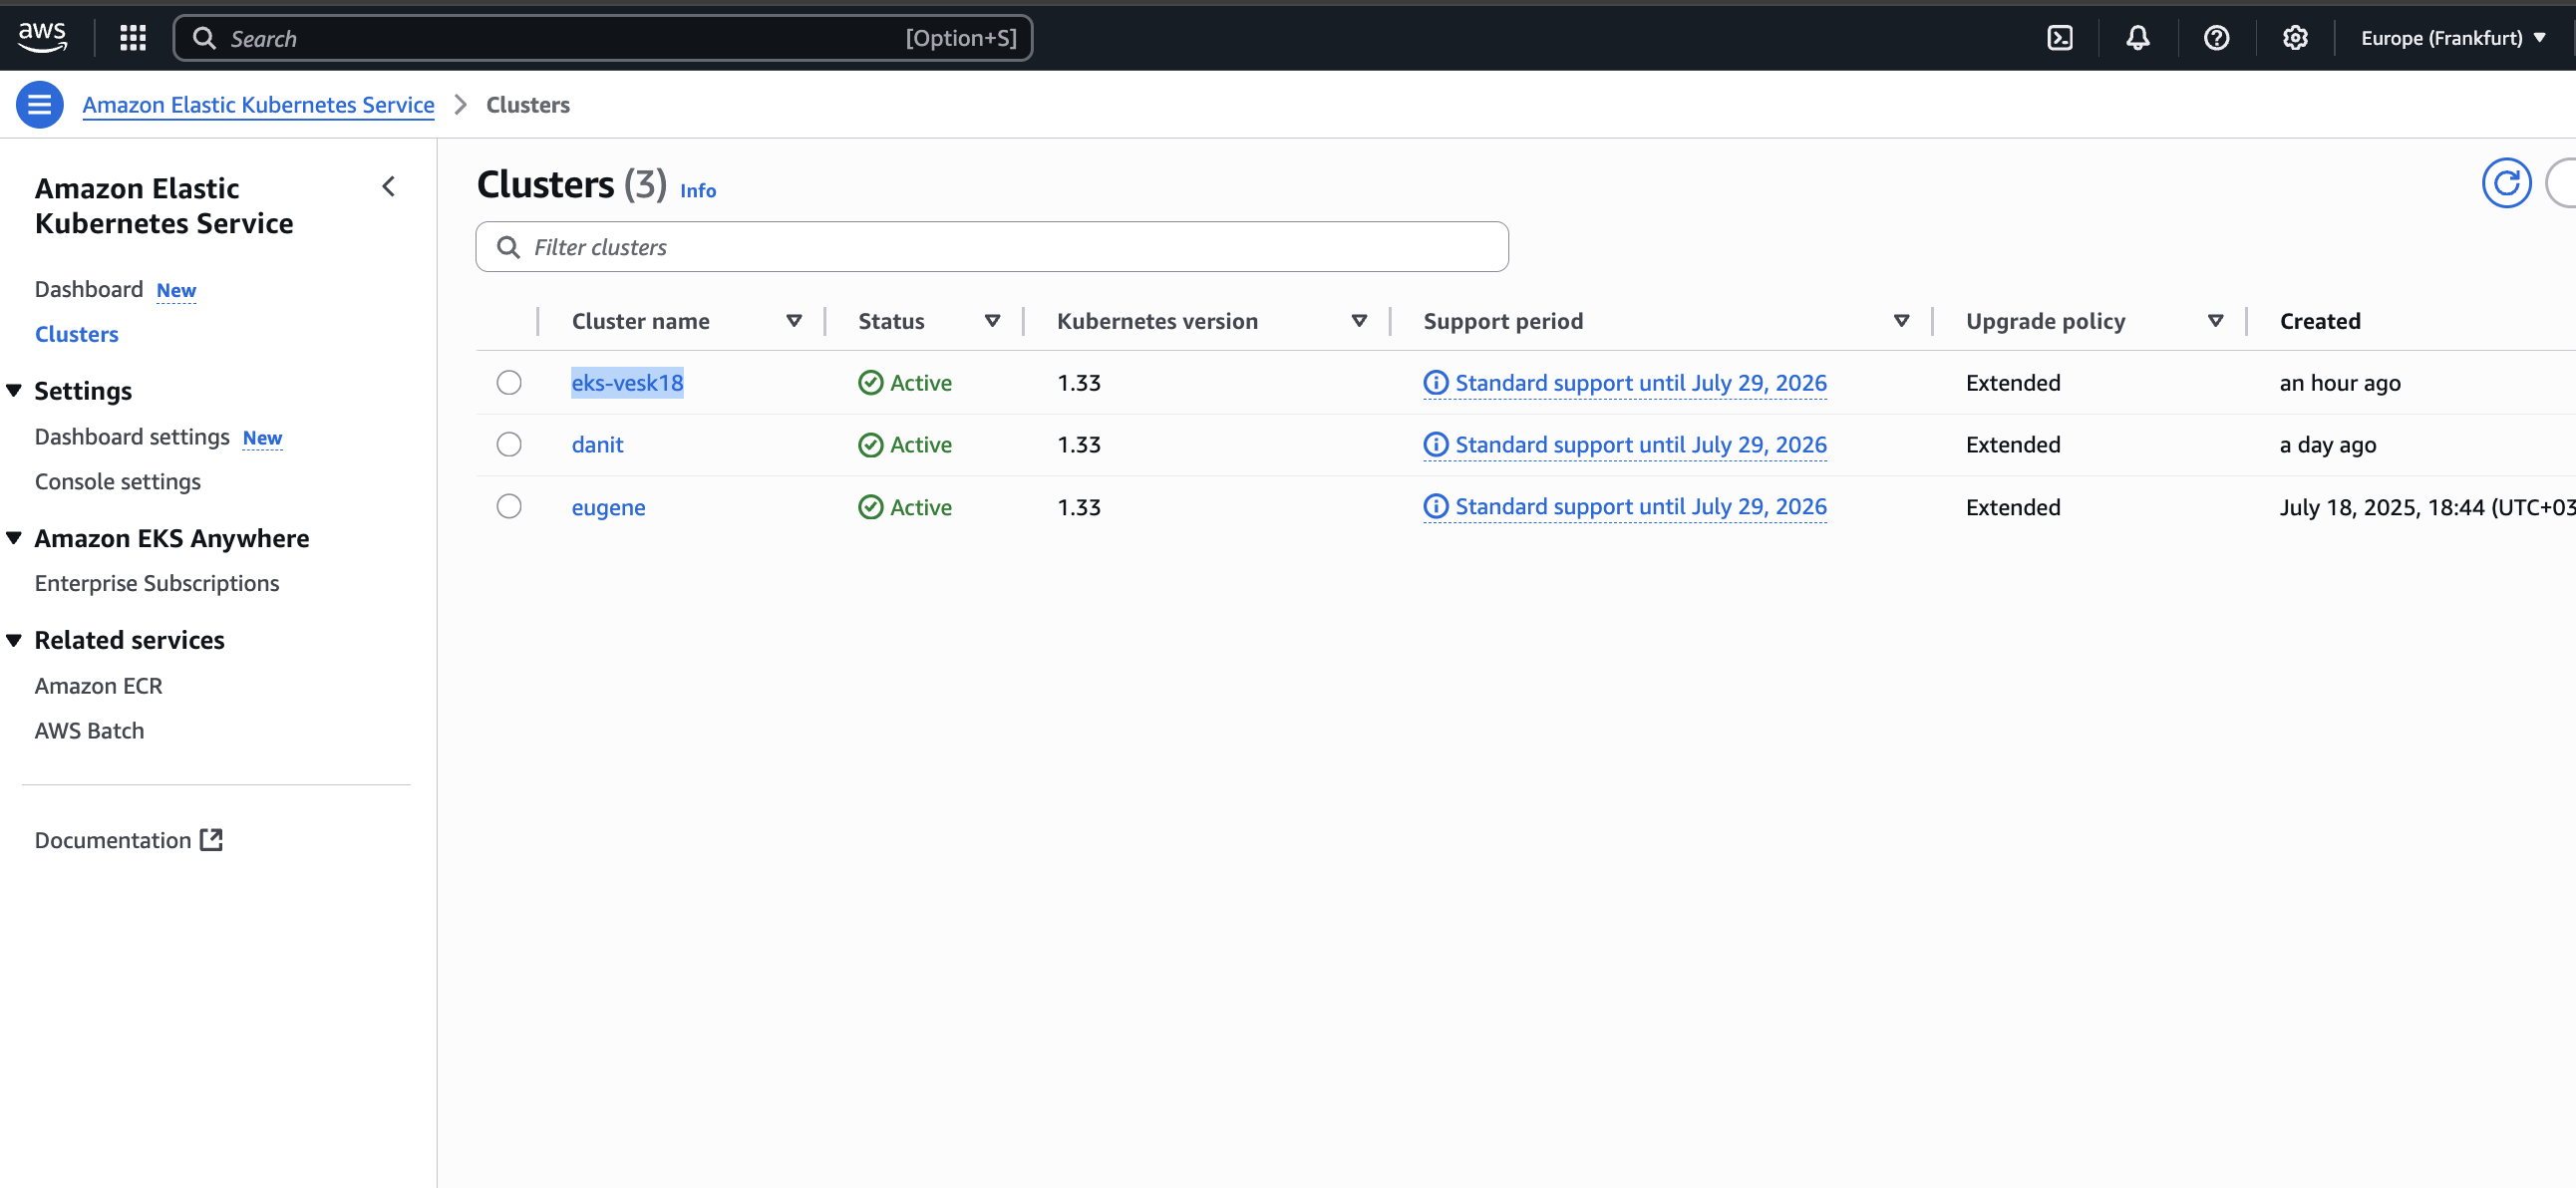 aws
Search [Option+S]
Europe (Frankfurt)
Amazon Elastic Kubernetes Service > Clusters
Amazon Elastic
Kubernetes Service
Dashboard New
Clusters
Settings
Dashboard settings New
Console settings
Amazon EKS Anywhere
Enterprise Subscriptions
Related services
Amazon ECR
AWS Batch
Documentation
Clusters (3) Info
Filter clusters
Cluster name Status Kubernetes version Support period Upgrade policy Created
eks-vesk18 Active 1.33 Standard support until July 29, 2026 Extended an hour ago
danit Active 1.33 Standard support until July 29, 2026 Extended a day ago
eugene Active 1.33 Standard support until July 29, 2026 Extended July 18, 2025, 18:44 (UTC+03